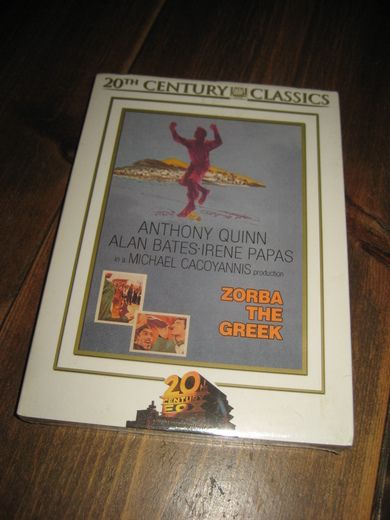 20TH CENTURY FOX CLASSICS
ANTHONY QUINN
ALAN BATES·IRENE PAPAS
in a MICHAEL CACOYANNIS production
ZORBA
THE
GREEK
20TH
CENTURY
FOX